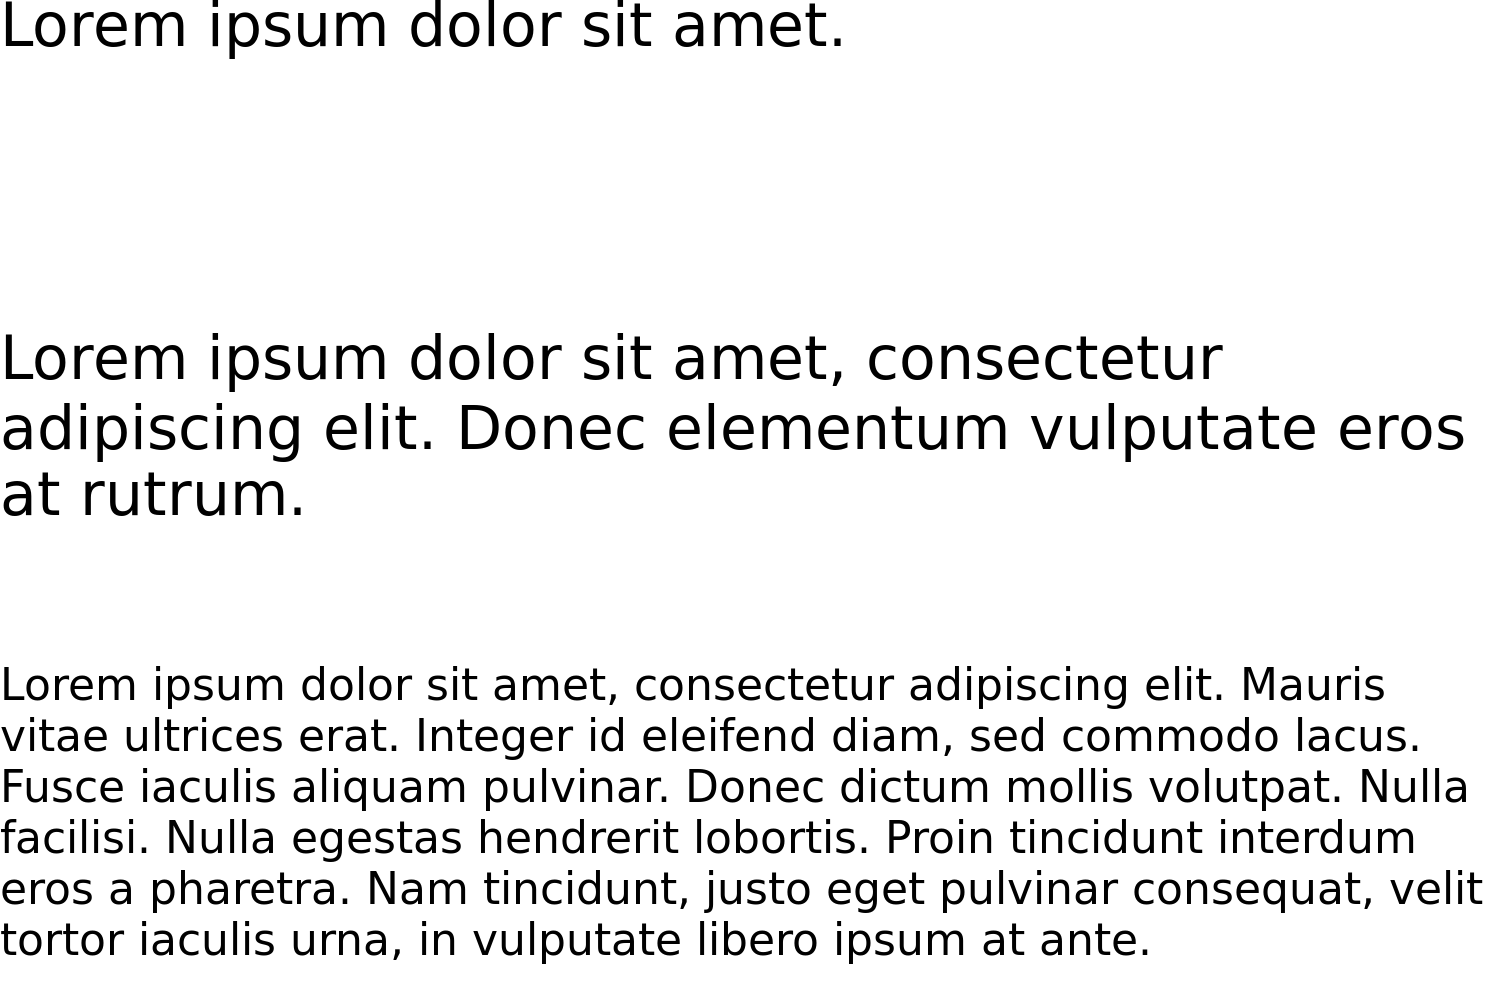 Lorem ipsum dolor sit amet.
Lorem ipsum dolor sit amet, consectetur
adipiscing elit. Donec elementum vulputate eros
at rutrum.
Lorem ipsum dolor sit amet, consectetur adipiscing elit. Mauris
vitae ultrices erat. Integer id eleifend diam, sed commodo lacus.
Fusce iaculis aliquam pulvinar. Donec dictum mollis volutpat. Nulla
facilisi. Nulla egestas hendrerit lobortis. Proin tincidunt interdum
eros a pharetra. Nam tincidunt, justo eget pulvinar consequat, velit
tortor iaculis urna, in vulputate libero ipsum at ante.